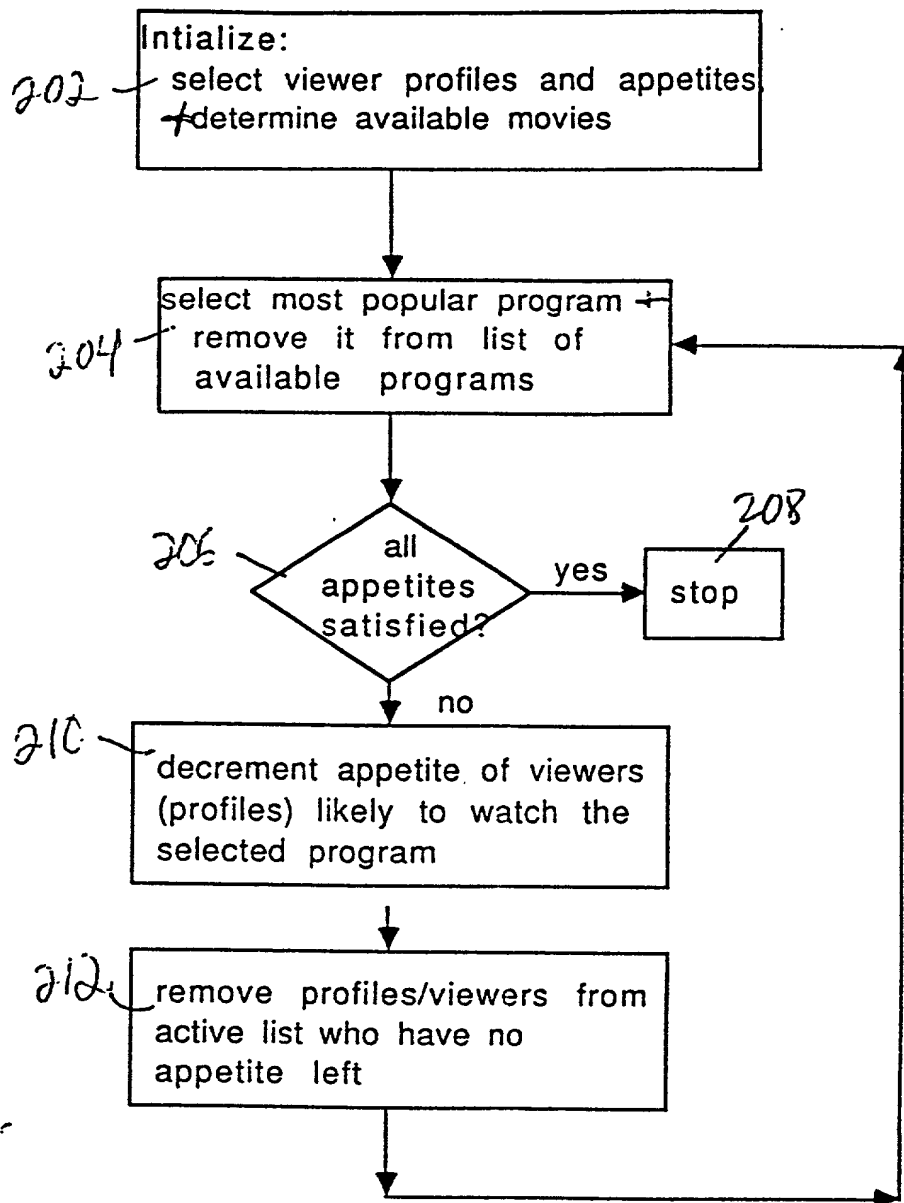 Intialize:
202 select viewer profiles and appetites
+determine available movies
select most popular program +
204 remove it from list of
available programs
208
206 all
appetites yes stop
satisfied?
no
210
decrement appetite of viewers
(profiles) likely to watch the
selected program
212
remove profiles/viewers from
active list who have no
appetite left